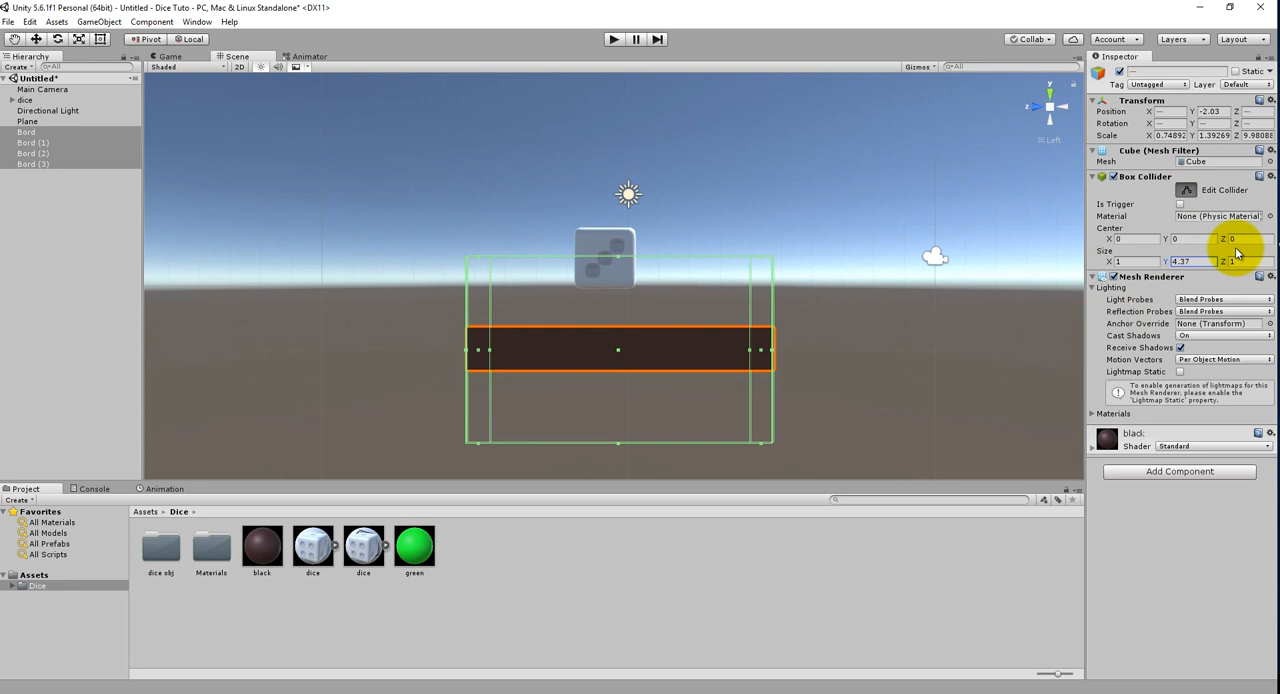 Unity 5.6.1f1 Personal (64bit) - Untitled - Dice Tuto - PC, Mac & Linux Standalone* <DX11>
File Edit Assets GameObject Component Window Help
Pivot Local Collab Account Layers Layout
Hierarchy Game Scene Animator Inspector
Create All Shaded 2D Gizmos All Static
Untitled*
Tag Untagged Layer Default
Main Camera
dice
Directional Light
Plane
Bord
Bord (1)
Bord (2)
Bord (3)
y
z
Left
Transform
Position X — Y -2.03 Z —
Rotation X — Y — Z —
Scale X 0.74892 Y 1.39269 Z 9.98088
Cube (Mesh Filter)
Mesh Cube
Box Collider
Edit Collider
Is Trigger
Material None (Physic Material)
Center
X 0 Y 0 Z 0
Size
X 1 Y 4.37 Z 1
Mesh Renderer
Lighting
Light Probes Blend Probes
Reflection Probes Blend Probes
Anchor Override None (Transform)
Cast Shadows On
Receive Shadows
Motion Vectors Per Object Motion
Lightmap Static
To enable generation of lightmaps for this
Mesh Renderer, please enable the
'Lightmap Static' property.
Materials
black
Shader Standard
Add Component
Project Console Animation
Create
Favorites
All Materials
All Models
All Prefabs
All Scripts
Assets
Dice
Assets Dice
dice obj Materials black dice dice green